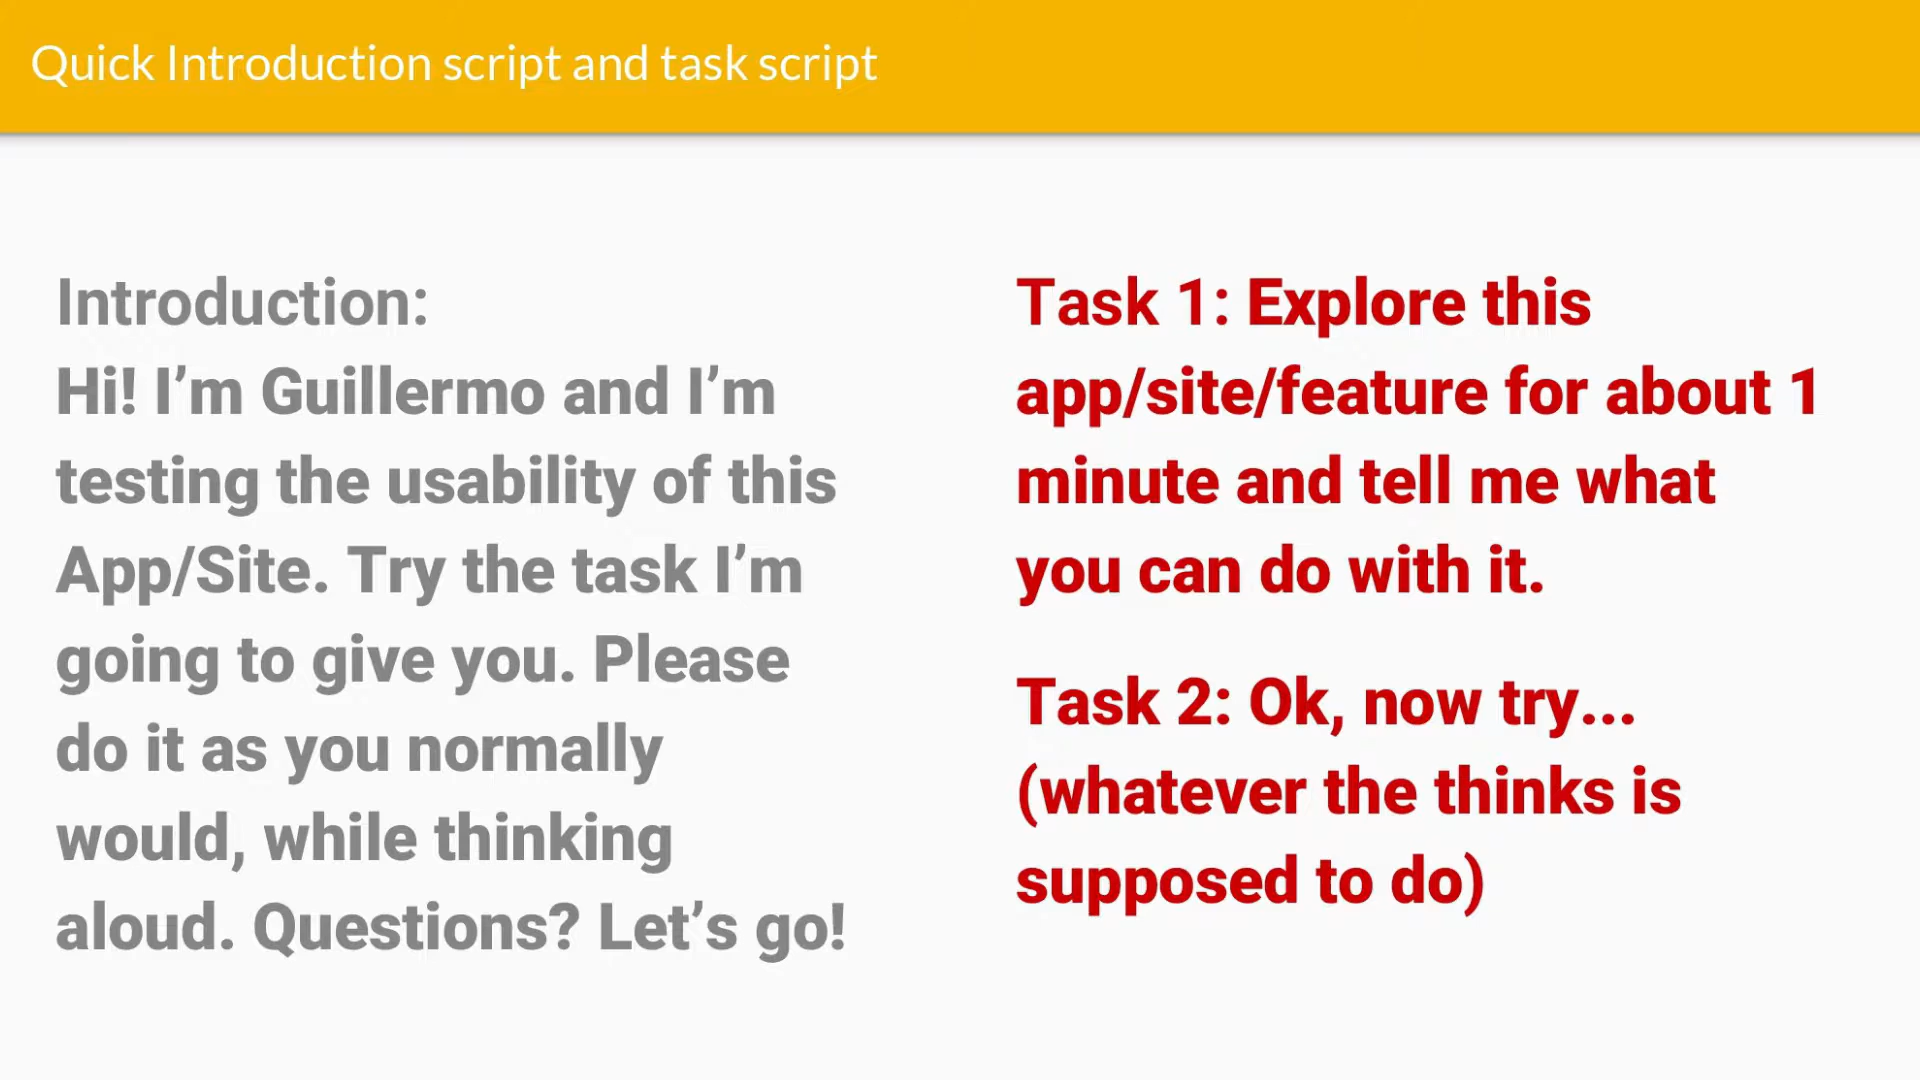 Quick Introduction script and task script
Introduction:
Hi! I’m Guillermo and I’m
testing the usability of this
App/Site. Try the task I’m
going to give you. Please
do it as you normally
would, while thinking
aloud. Questions? Let’s go!
Task 1: Explore this
app/site/feature for about 1
minute and tell me what
you can do with it.
Task 2: Ok, now try...
(whatever the thinks is
supposed to do)